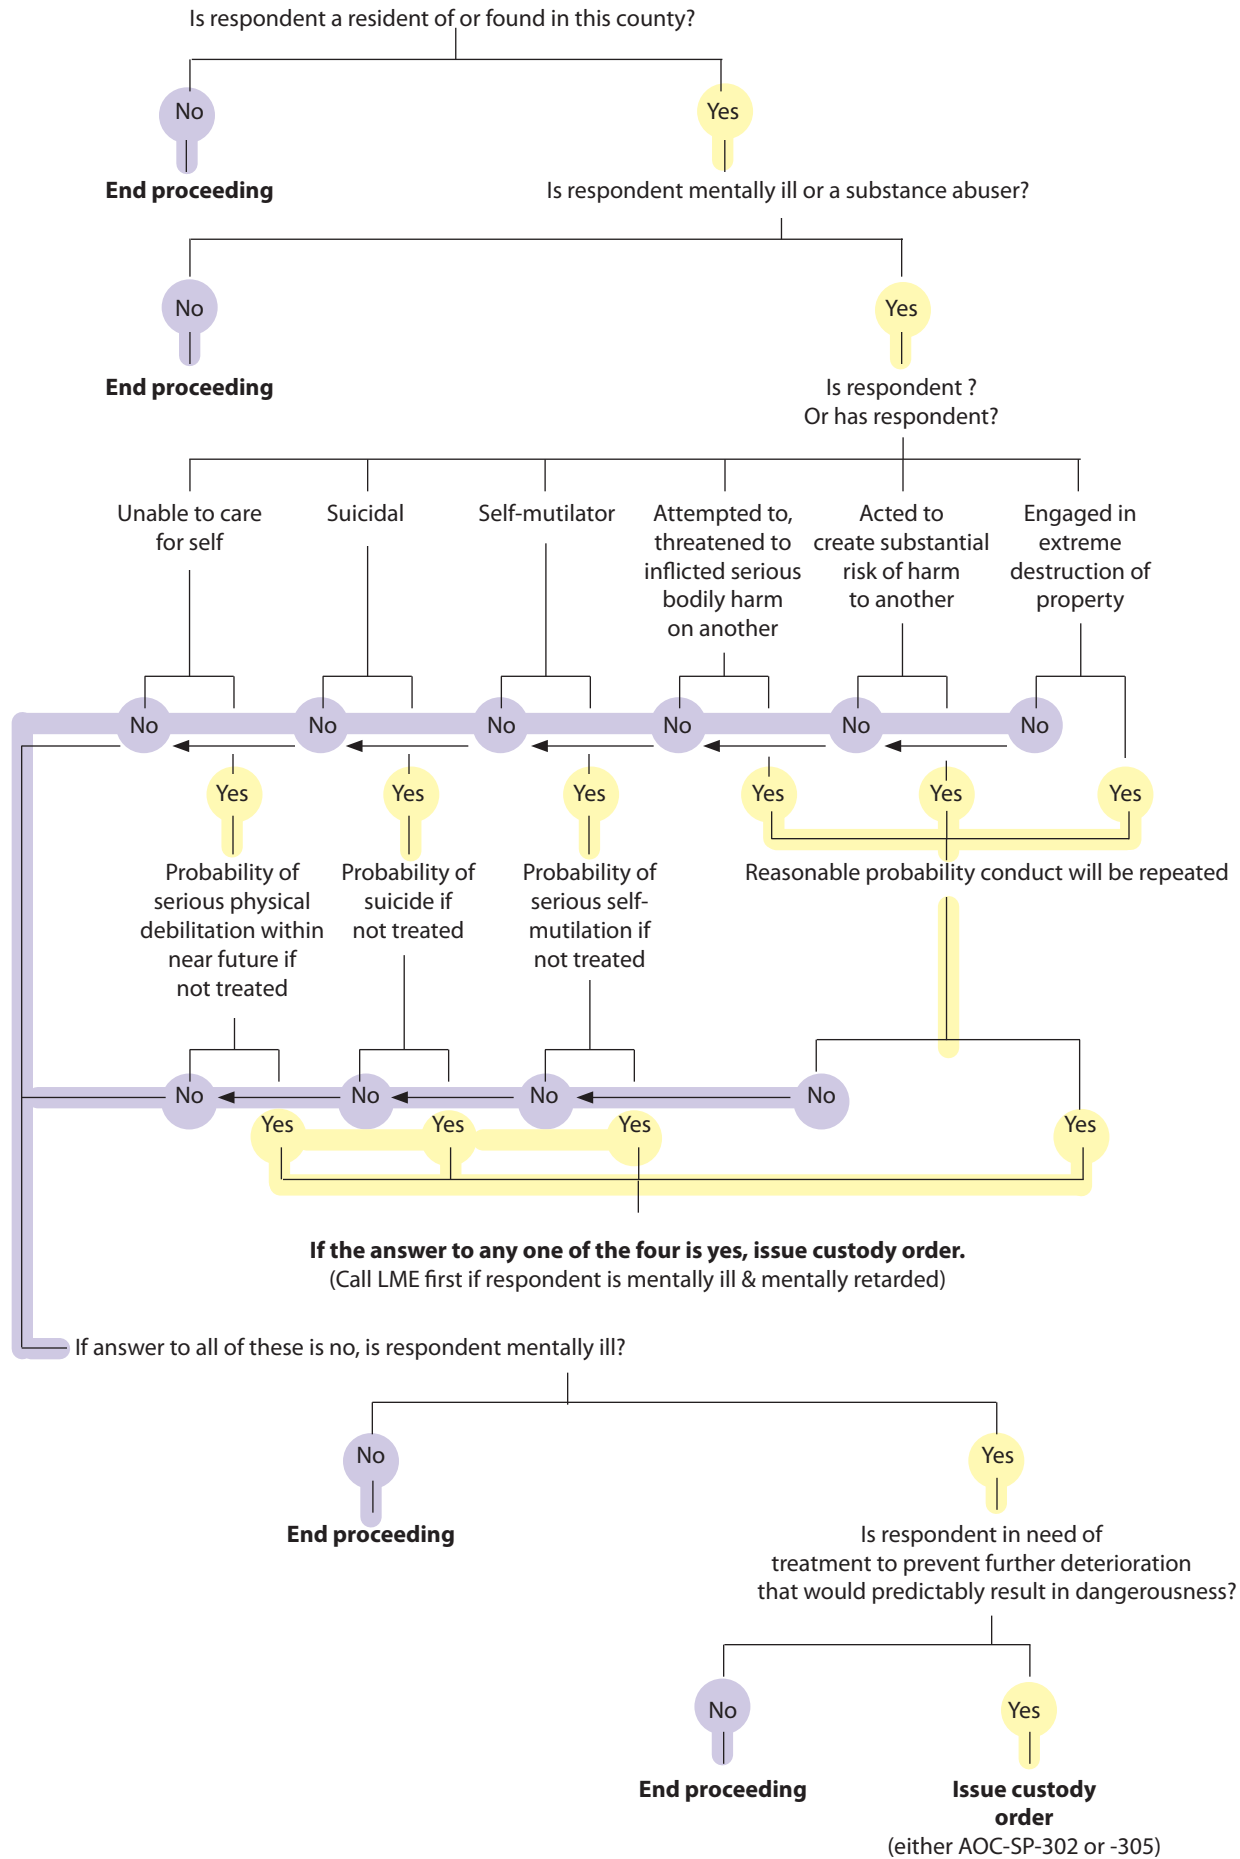 Is respondent a resident of or found in this county?
No
Yes
End proceeding
Is respondent mentally ill or a substance abuser?
No
Yes
End proceeding
Is respondent ?
Or has respondent?
Unable to care
for self
Suicidal
Self-mutilator
Attempted to,
threatened to
inflicted serious
bodily harm
on another
Acted to
create substantial
risk of harm
to another
Engaged in
extreme
destruction of
property
No
No
No
No
No
No
Yes
Yes
Yes
Yes
Yes
Yes
Probability of
serious physical
debilitation within
near future if
not treated
Probability of
suicide if
not treated
Probability of
serious self-
mutilation if
not treated
Reasonable probability conduct will be repeated
No
No
No
No
Yes
Yes
Yes
Yes
If the answer to any one of the four is yes, issue custody order.
(Call LME first if respondent is mentally ill & mentally retarded)
If answer to all of these is no, is respondent mentally ill?
No
Yes
End proceeding
Is respondent in need of
treatment to prevent further deterioration
that would predictably result in dangerousness?
No
Yes
End proceeding
Issue custody
order
(either AOC-SP-302 or -305)